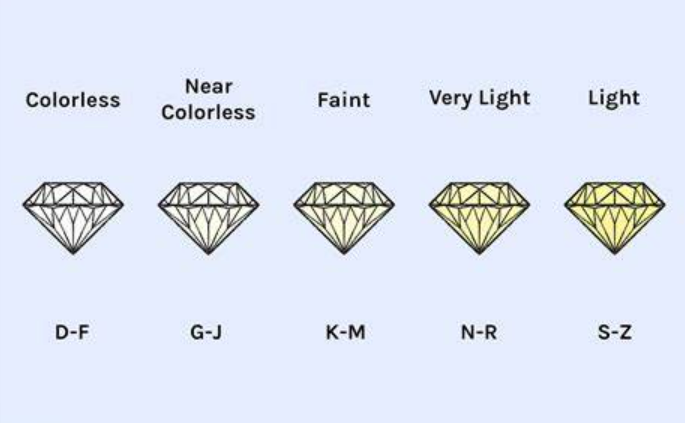 Colorless
Near
Colorless
Faint
Very Light
Light
D-F
G-J
K-M
N-R
S-Z